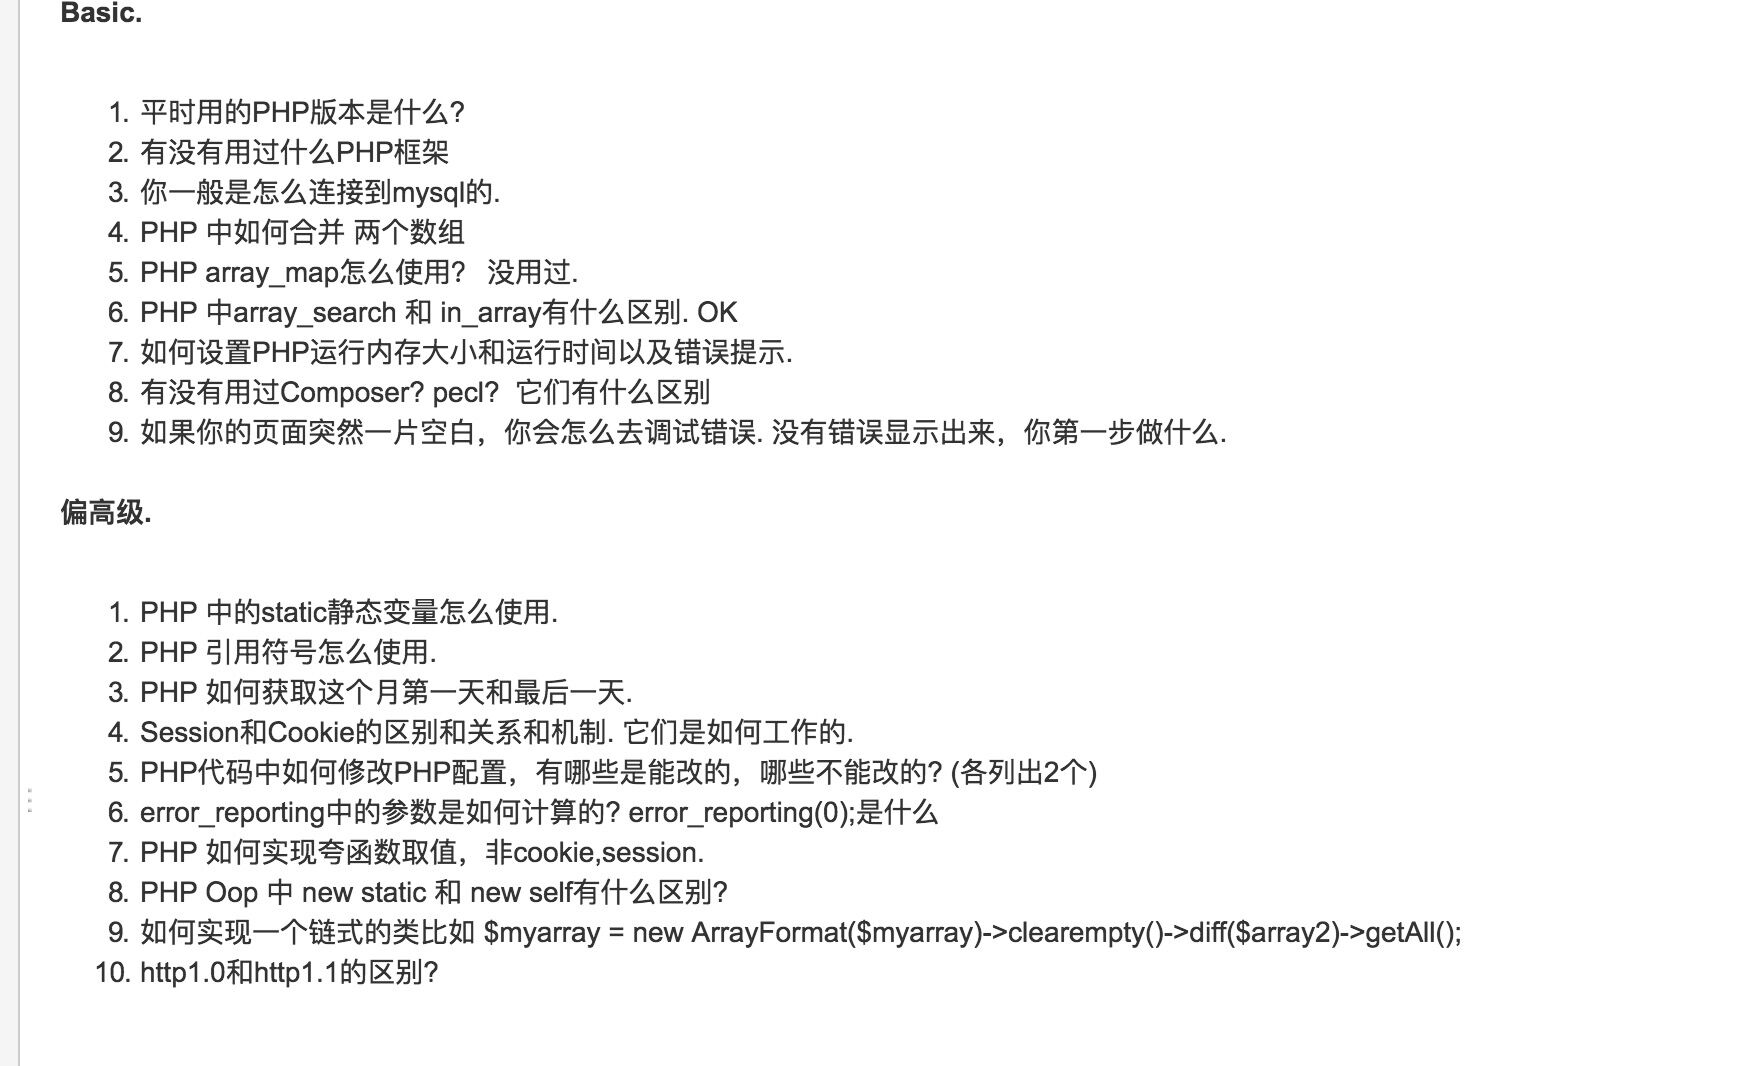 Basic.
1. 平时用的PHP版本是什么?
2. 有没有用过什么PHP框架
3. 你一般是怎么连接到mysql的.
4. PHP 中如何合并 两个数组
5. PHP array_map怎么使用? 没用过.
6. PHP 中array_search 和 in_array有什么区别. OK
7. 如何设置PHP运行内存大小和运行时间以及错误提示.
8. 有没有用过Composer? pecl? 它们有什么区别
9. 如果你的页面突然一片空白，你会怎么去调试错误. 没有错误显示出来，你第一步做什么.
偏高级.
1. PHP 中的static静态变量怎么使用.
2. PHP 引用符号怎么使用.
3. PHP 如何获取这个月第一天和最后一天.
4. Session和Cookie的区别和关系和机制. 它们是如何工作的.
5. PHP代码中如何修改PHP配置，有哪些是能改的，哪些不能改的? (各列出2个)
6. error_reporting中的参数是如何计算的? error_reporting(0);是什么
7. PHP 如何实现夸函数取值，非cookie,session.
8. PHP Oop 中 new static 和 new self有什么区别?
9. 如何实现一个链式的类比如 $myarray = new ArrayFormat($myarray)->clearempty()->diff($array2)->getAll();
10. http1.0和http1.1的区别?